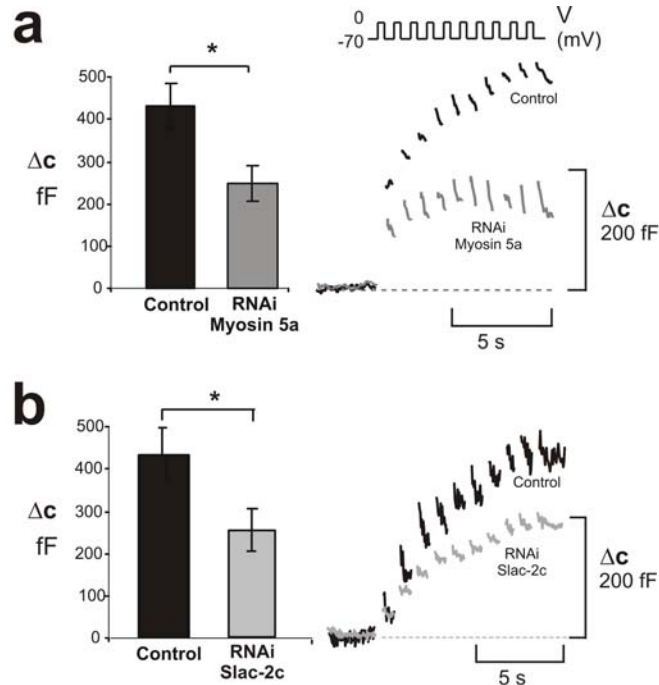 a
0
-70
V
(mV)
*
500
400
300
200
100
0
Δc
fF
Control
RNAi
Myosin 5a
Control
RNAi
Myosin 5a
Δc
200 fF
5 s
b
*
500
400
300
200
100
0
Δc
fF
Control
RNAi
Slac-2c
Control
RNAi
Slac-2c
Δc
200 fF
5 s